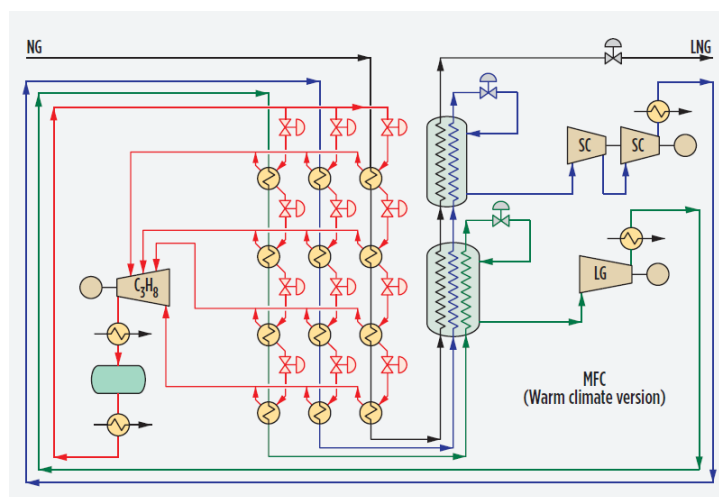 NG
LNG
SC
SC
C₃H₈
LG
MFC
(Warm climate version)